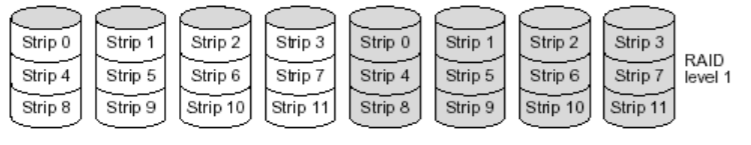 Strip 0 Strip 1 Strip 2 Strip 3 Strip 0 Strip 1 Strip 2 Strip 3
Strip 4 Strip 5 Strip 6 Strip 7 Strip 4 Strip 5 Strip 6 Strip 7
Strip 8 Strip 9 Strip 10 Strip 11 Strip 8 Strip 9 Strip 10 Strip 11
RAID
level 1